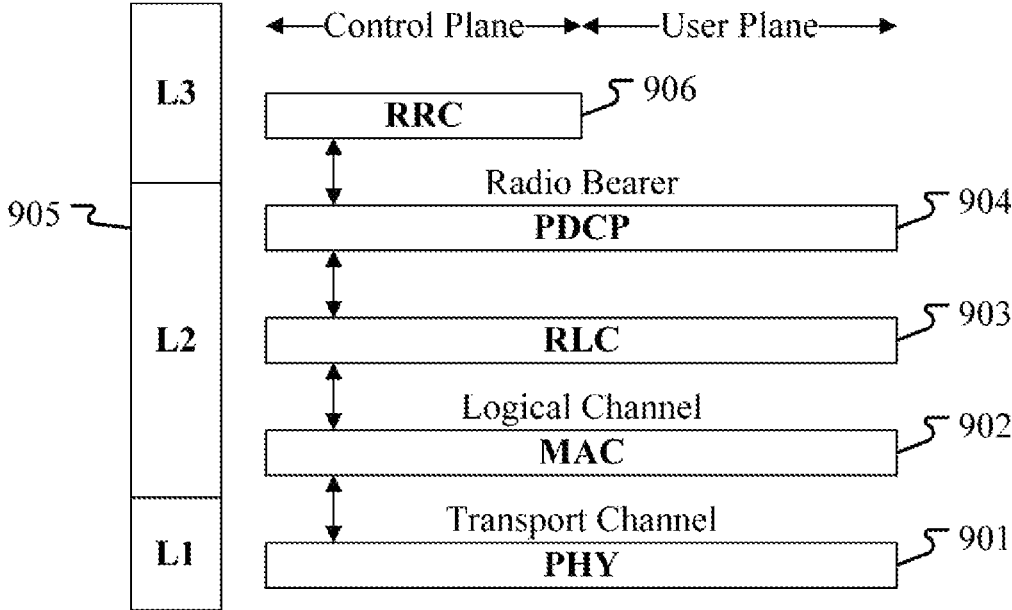 Control Plane User Plane
L3
RRC 906
Radio Bearer
905 PDCP 904
L2 RLC 903
Logical Channel
MAC 902
Transport Channel
L1 PHY 901